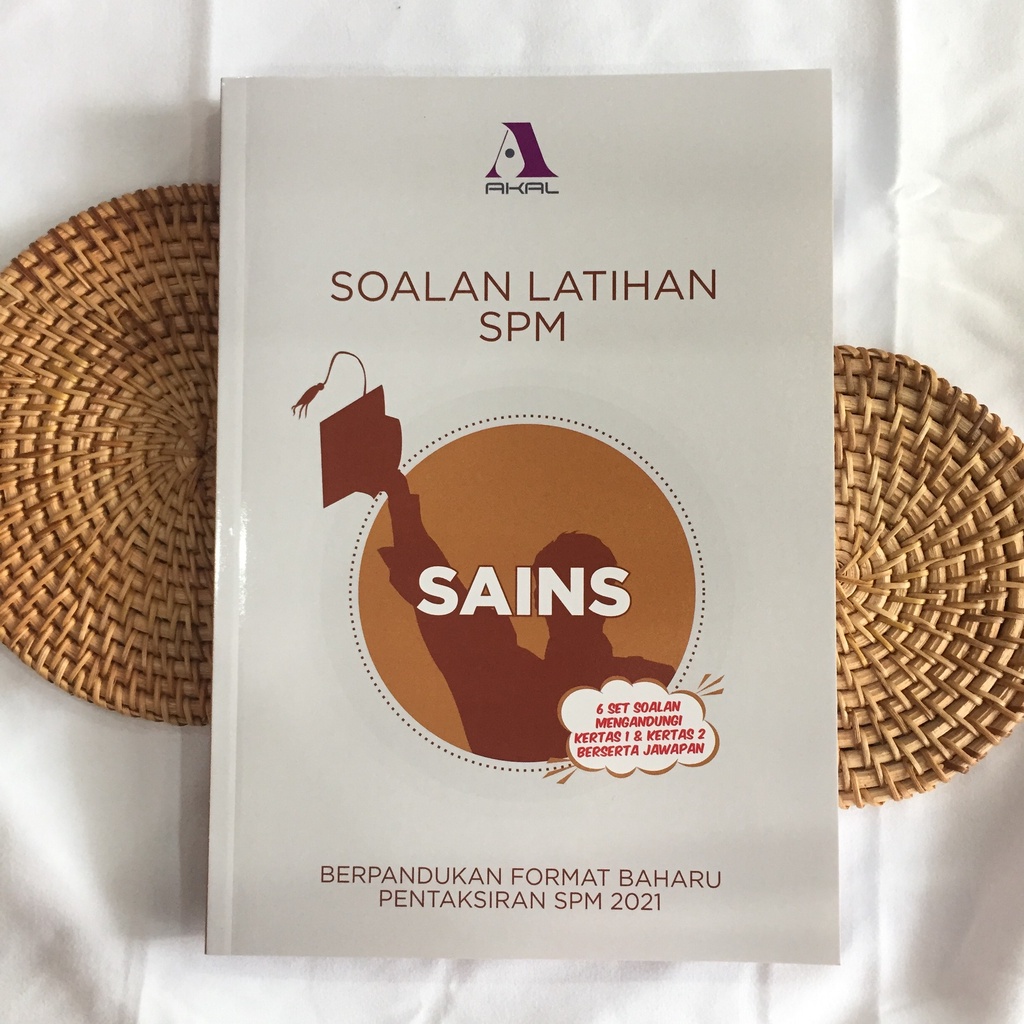 AKAL
SOALAN LATIHAN
SPM
SAINS
6 SET SOALAN
MENGANDUNGI
KERTAS 1 & KERTAS 2
BERSERTA JAWAPAN
BERPANDUKAN FORMAT BAHARU
PENTAKSIRAN SPM 2021